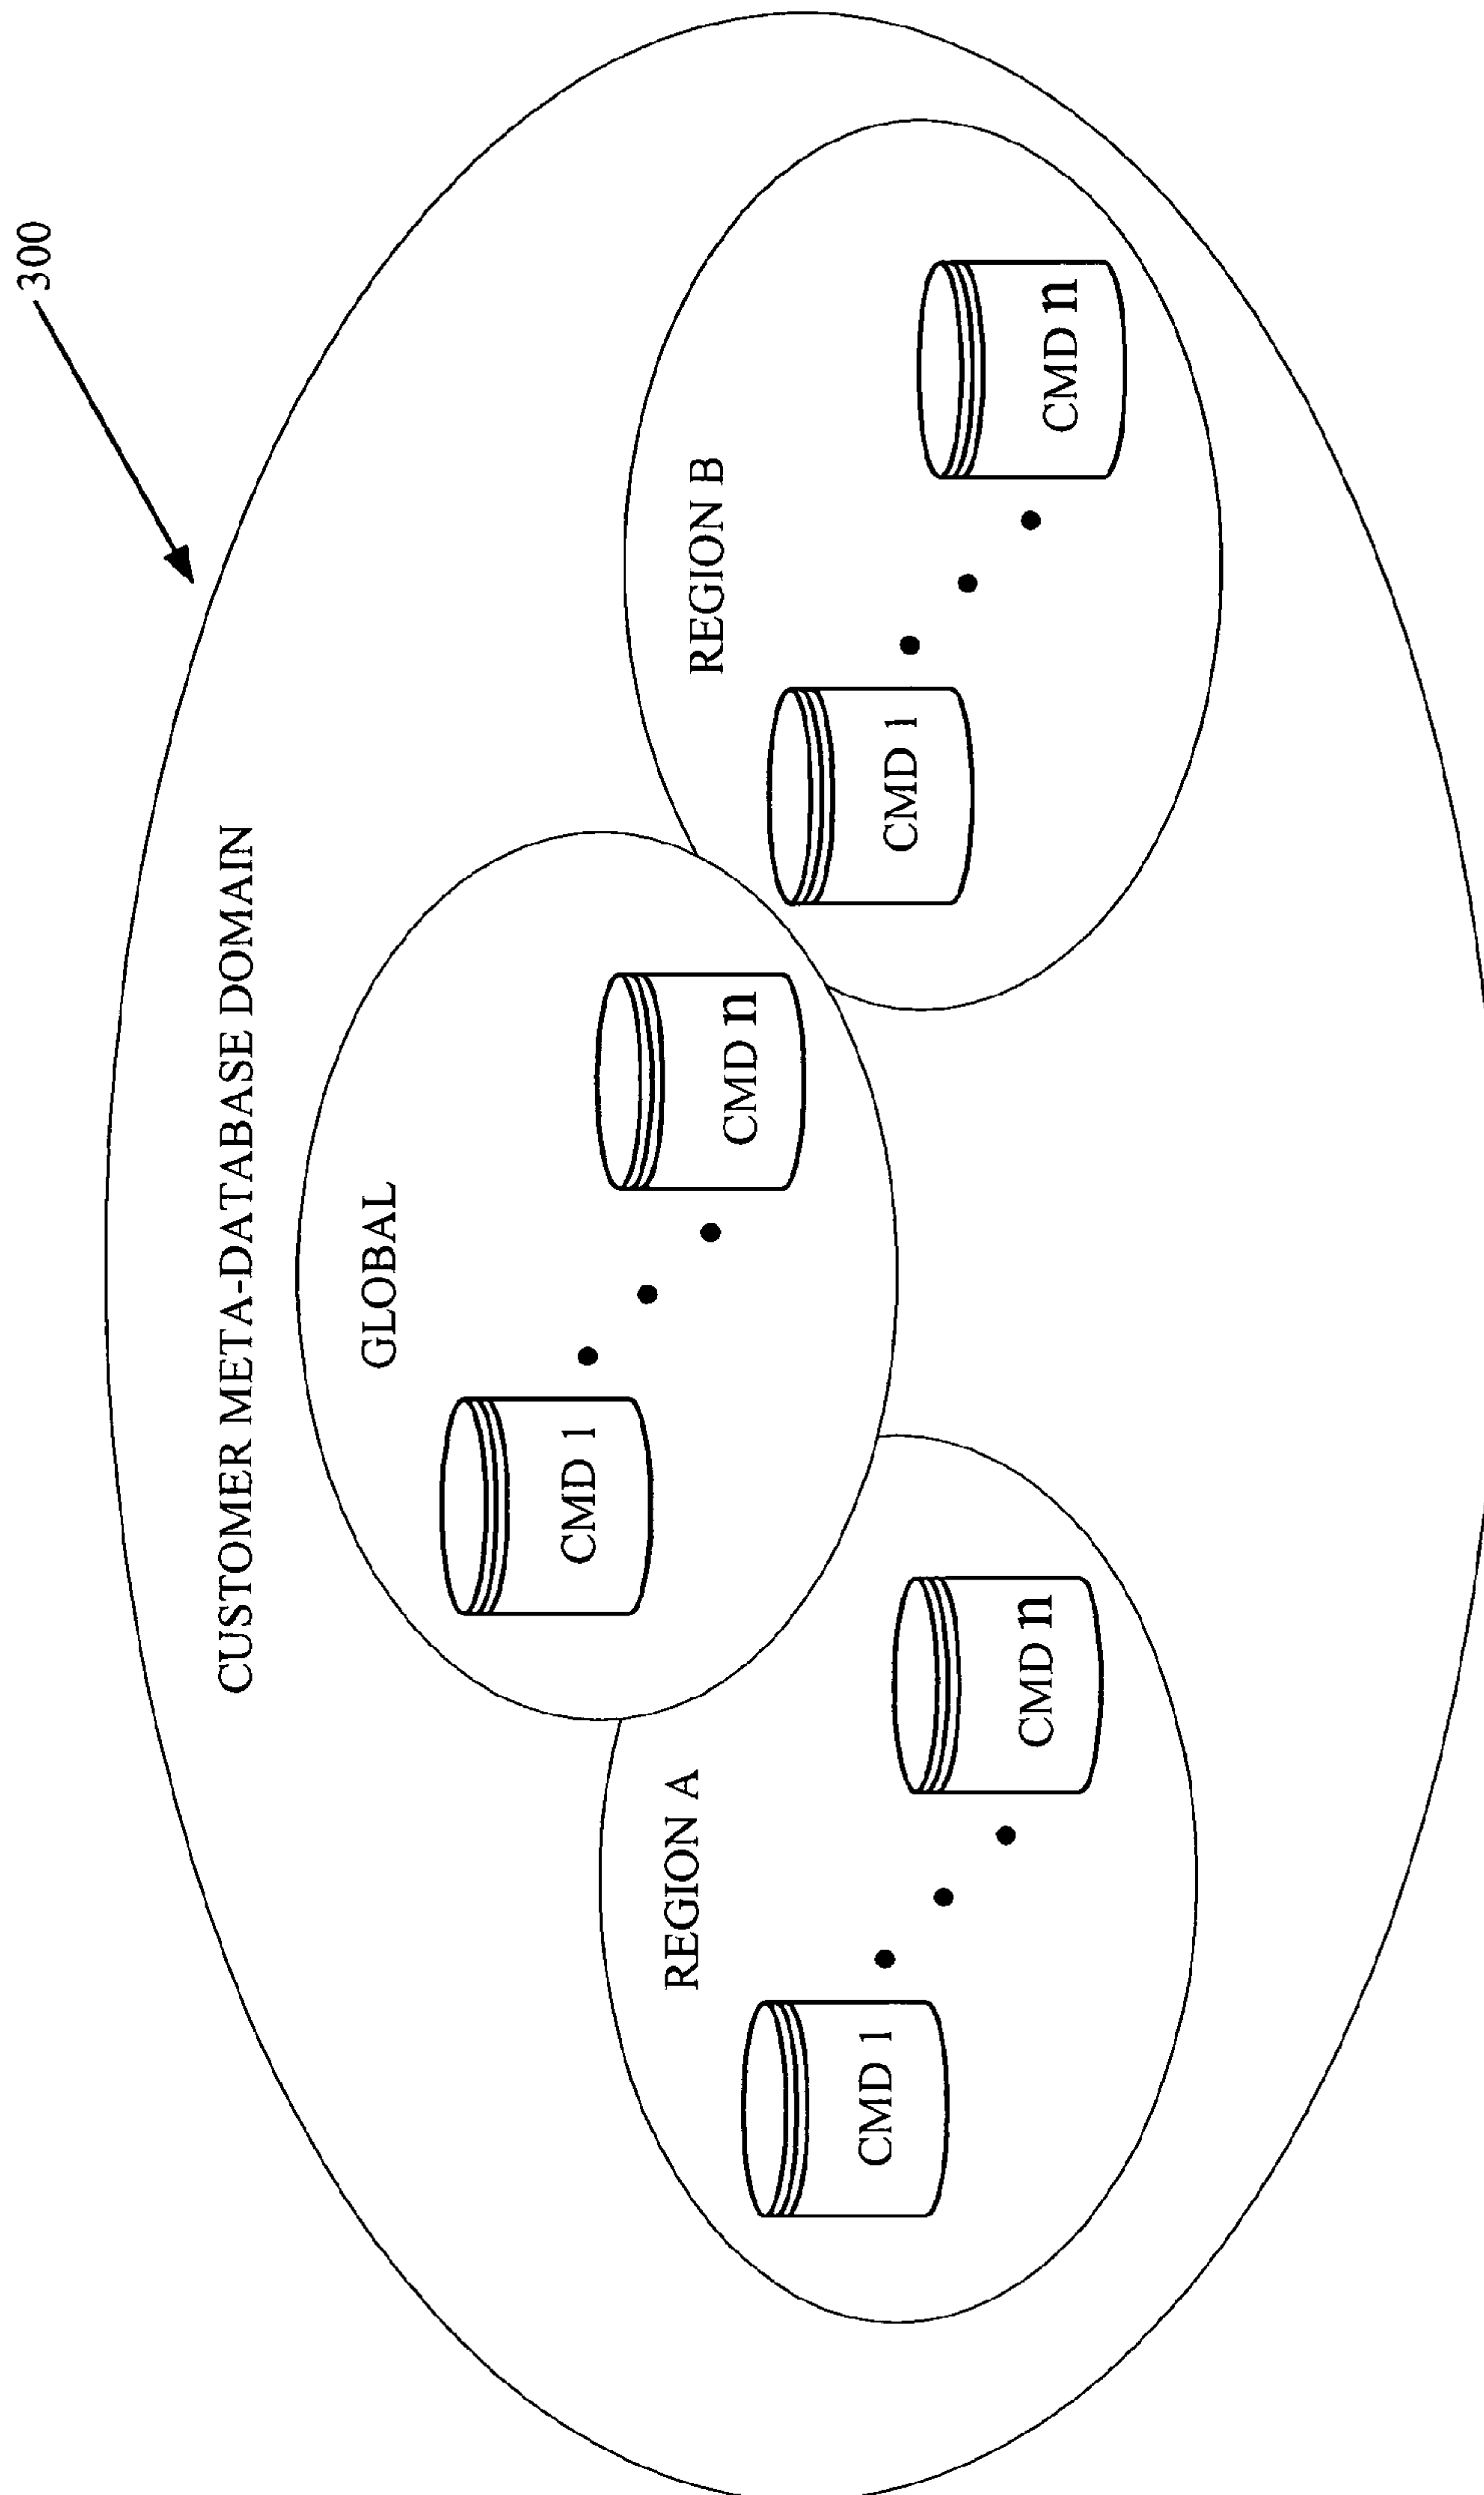 300
CUSTOMER META-DATABASE DOMAIN
GLOBAL
CMD 1
CMD n
REGION A
CMD 1
CMD n
REGION B
CMD 1
CMD n